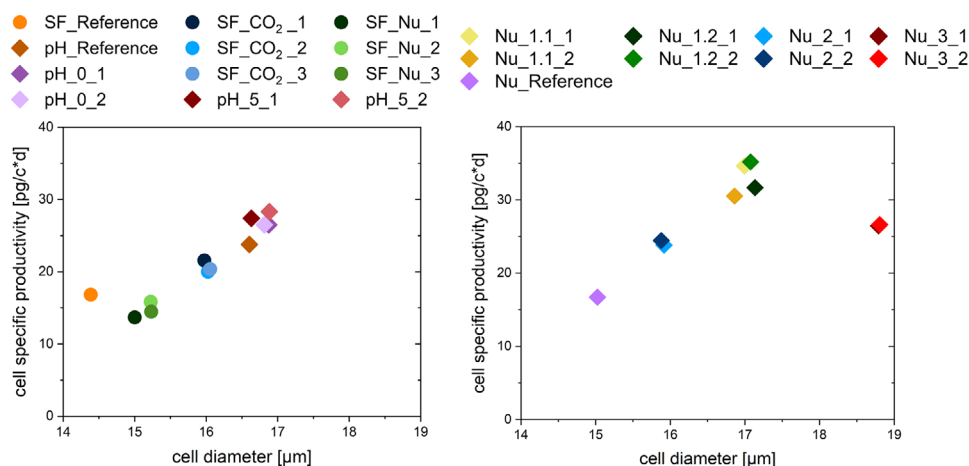 SF_Reference SF_CO₂_1 SF_Nu_1
pH_Reference SF_CO₂_2 SF_Nu_2
pH_0_1 SF_CO₂_3 SF_Nu_3
pH_0_2 pH_5_1 pH_5_2
40
30
20
10
0
cell specific productivity [pg/c*d]
14 15 16 17 18 19
cell diameter [µm]
Nu_1.1_1 Nu_1.2_1 Nu_2_1 Nu_3_1
Nu_1.1_2 Nu_1.2_2 Nu_2_2 Nu_3_2
Nu_Reference
40
30
20
10
0
cell specific productivity [pg/c*d]
14 15 16 17 18 19
cell diameter [µm]